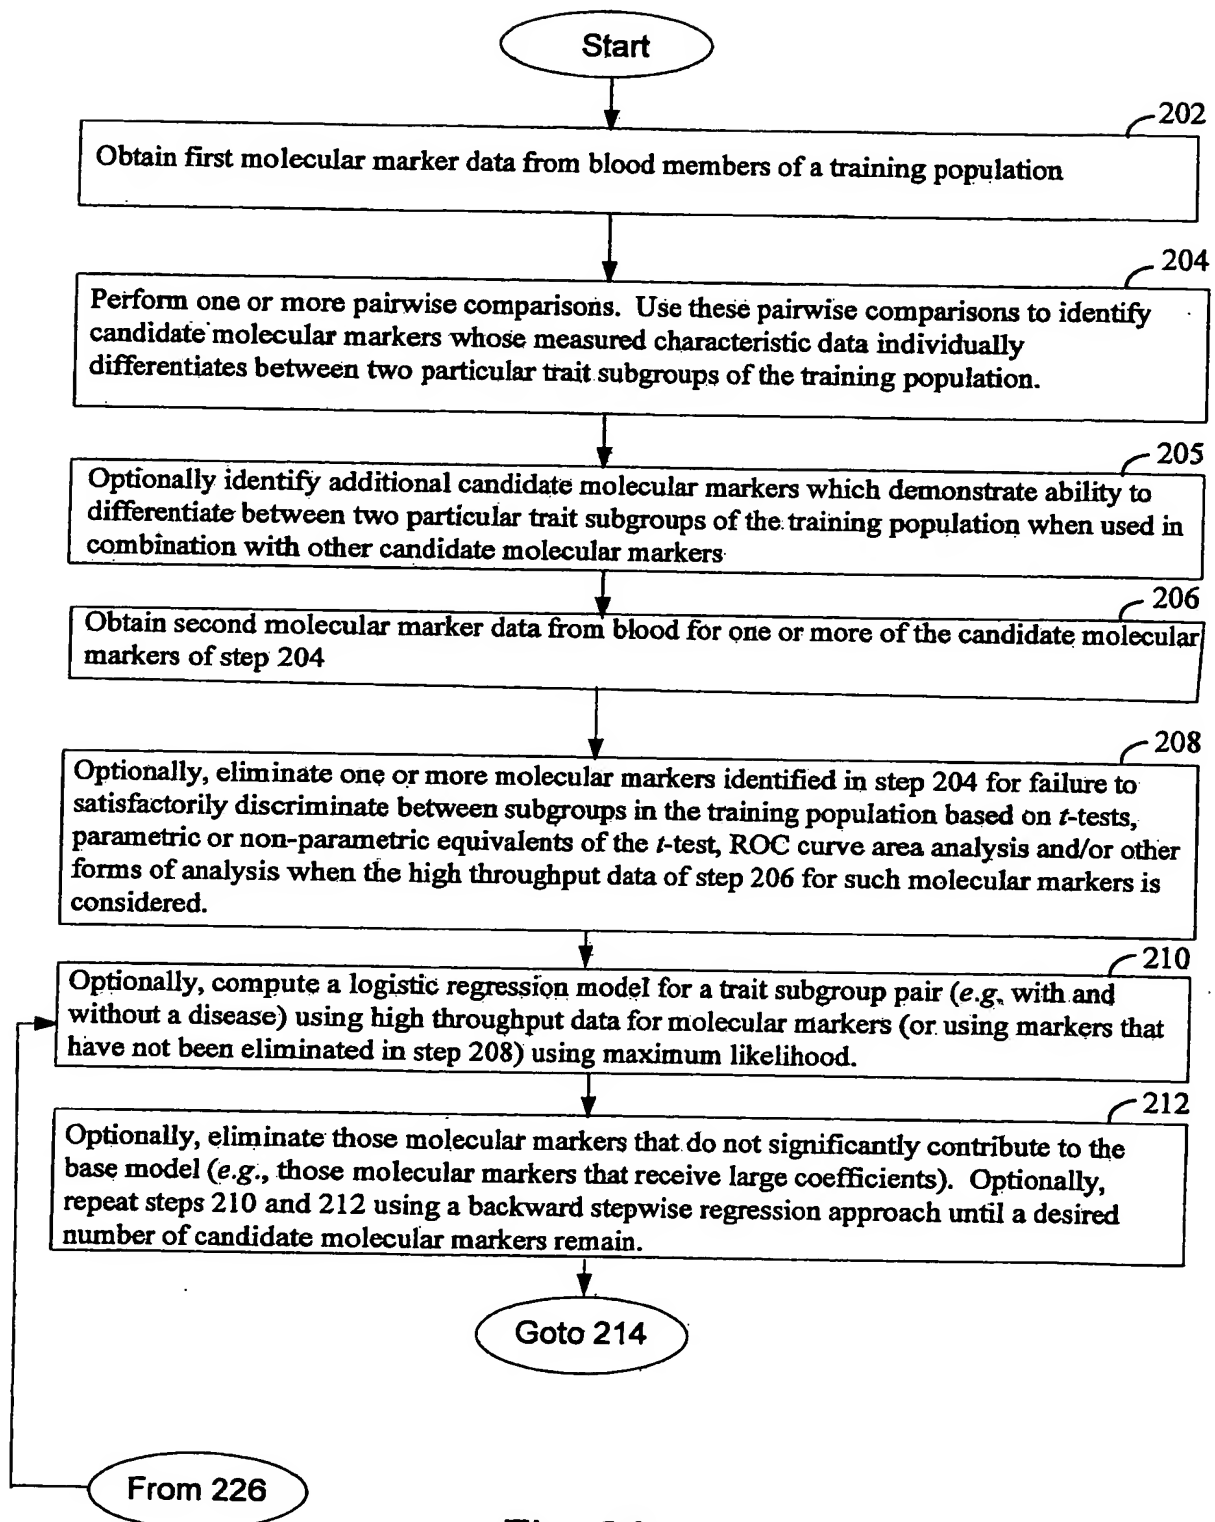 Start
202
Obtain first molecular marker data from blood members of a training population
204
Perform one or more pairwise comparisons. Use these pairwise comparisons to identify
candidate molecular markers whose measured characteristic data individually
differentiates between two particular trait subgroups of the training population.
205
Optionally identify additional candidate molecular markers which demonstrate ability to
differentiate between two particular trait subgroups of the training population when used in
combination with other candidate molecular markers
206
Obtain second molecular marker data from blood for one or more of the candidate molecular
markers of step 204
208
Optionally, eliminate one or more molecular markers identified in step 204 for failure to
satisfactorily discriminate between subgroups in the training population based on t-tests,
parametric or non-parametric equivalents of the t-test, ROC curve area analysis and/or other
forms of analysis when the high throughput data of step 206 for such molecular markers is
considered.
210
Optionally, compute a logistic regression model for a trait subgroup pair (e.g. with and
without a disease) using high throughput data for molecular markers (or using markers that
have not been eliminated in step 208) using maximum likelihood.
212
Optionally, eliminate those molecular markers that do not significantly contribute to the
base model (e.g., those molecular markers that receive large coefficients). Optionally,
repeat steps 210 and 212 using a backward stepwise regression approach until a desired
number of candidate molecular markers remain.
Goto 214
From 226